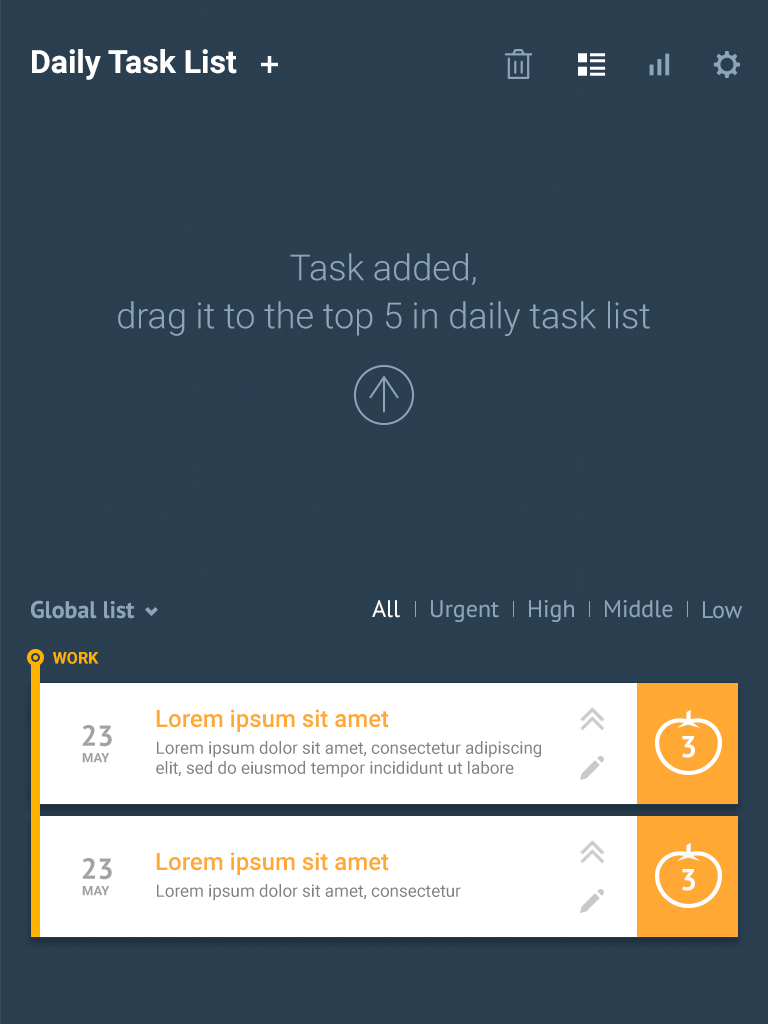 Daily Task List +
Task added,
drag it to the top 5 in daily task list
Global list
All | Urgent | High | Middle | Low
WORK
23
MAY
Lorem ipsum sit amet
Lorem ipsum dolor sit amet, consectetur adipiscing
elit, sed do eiusmod tempor incididunt ut labore
3
23
MAY
Lorem ipsum sit amet
Lorem ipsum dolor sit amet, consectetur
3